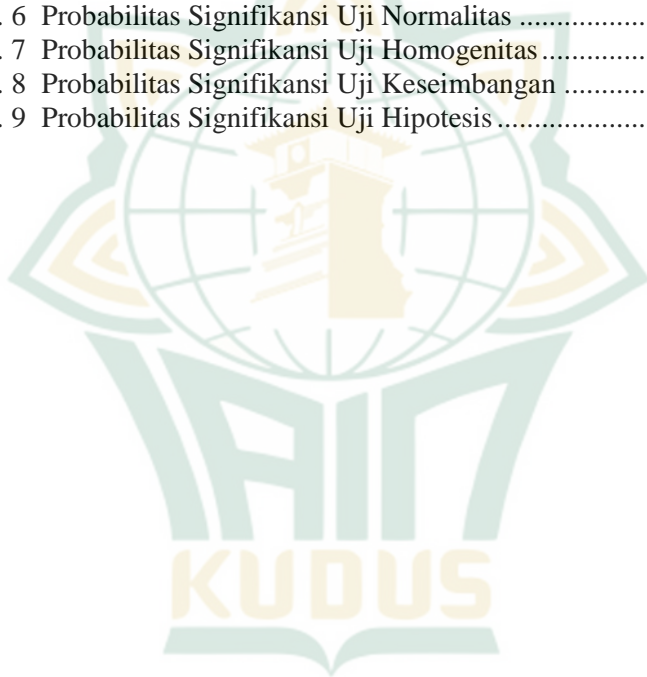 . 6 Probabilitas Signifikansi Uji Normalitas ..................
. 7 Probabilitas Signifikansi Uji Homogenitas ...............
. 8 Probabilitas Signifikansi Uji Keseimbangan ............
. 9 Probabilitas Signifikansi Uji Hipotesis .....................
IAIN
KUDUS